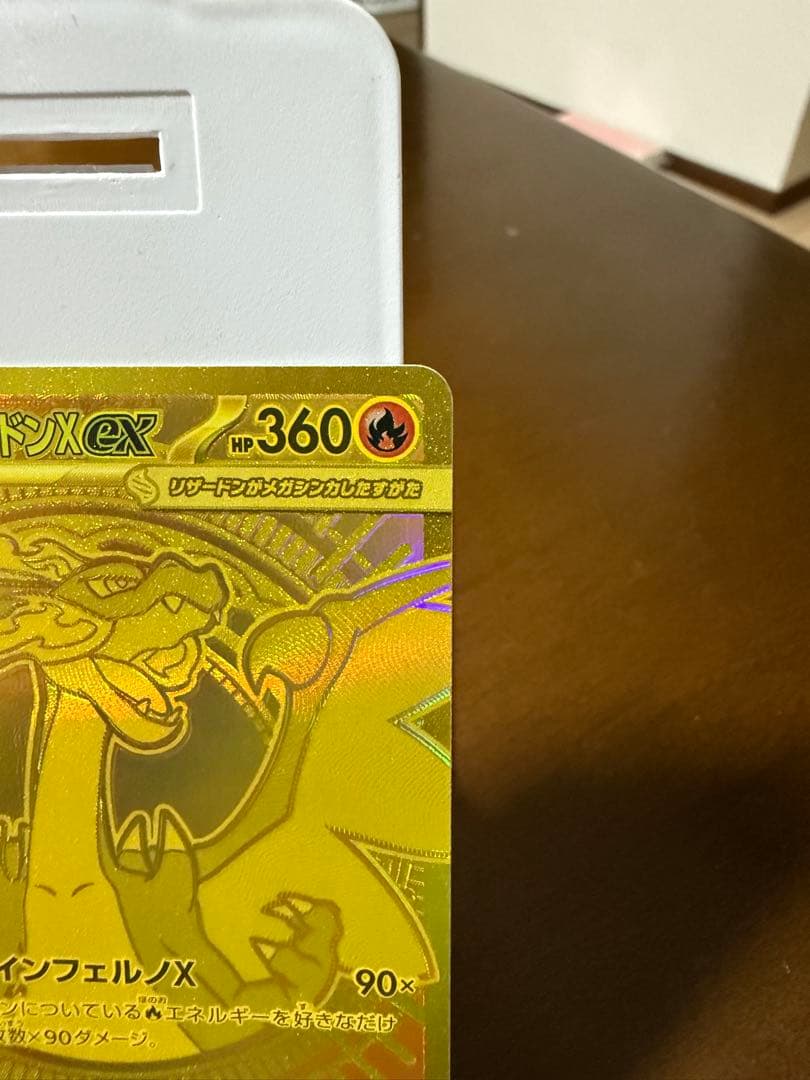 ドンXex HP360
リザードンがメガシンカしたすがた
インフェルノX 90×
ンについている エネルギーを好きなだけ
枚数×90ダメージ。